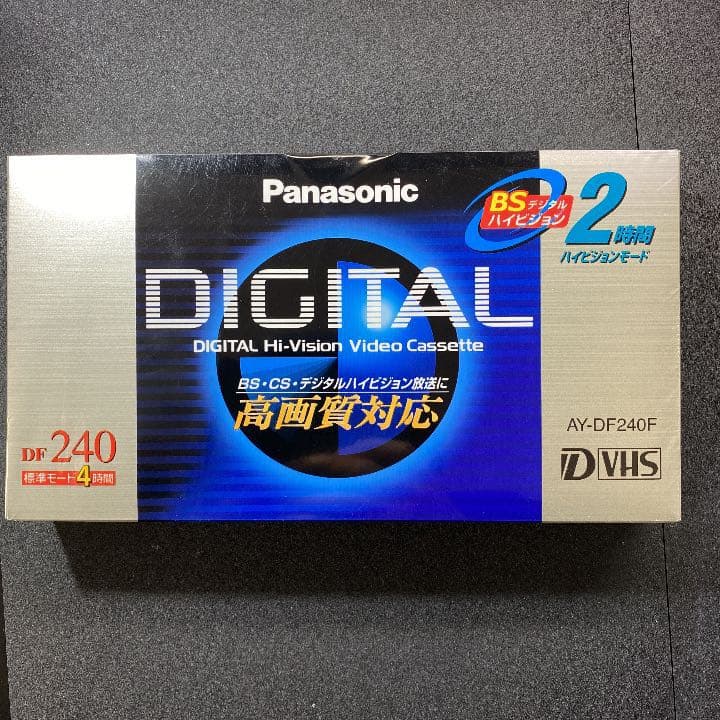 Panasonic
BSデジタル
ハイビジョン
2時間
ハイビジョンモード
DIGITAL
DIGITAL Hi-Vision Video Cassette
BS・CS・デジタルハイビジョン放送に
高画質対応
DF240
標準モード4時間
AY-DF240F
D VHS